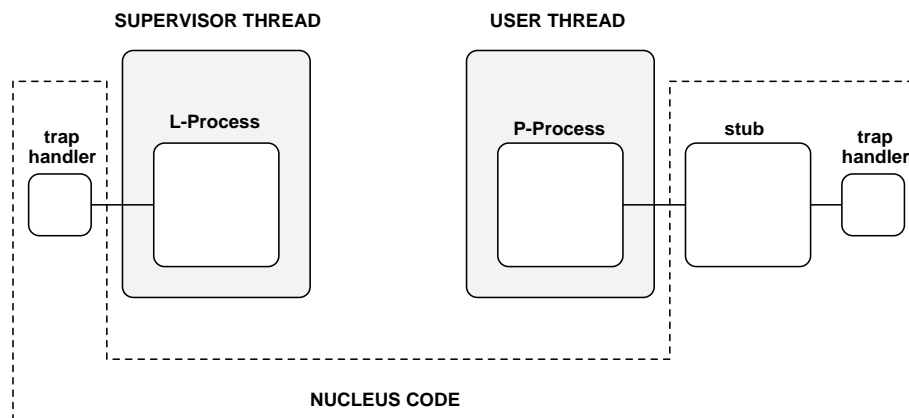 SUPERVISOR THREAD
USER THREAD
L-Process
P-Process
stub
trap
handler
trap
handler
NUCLEUS CODE